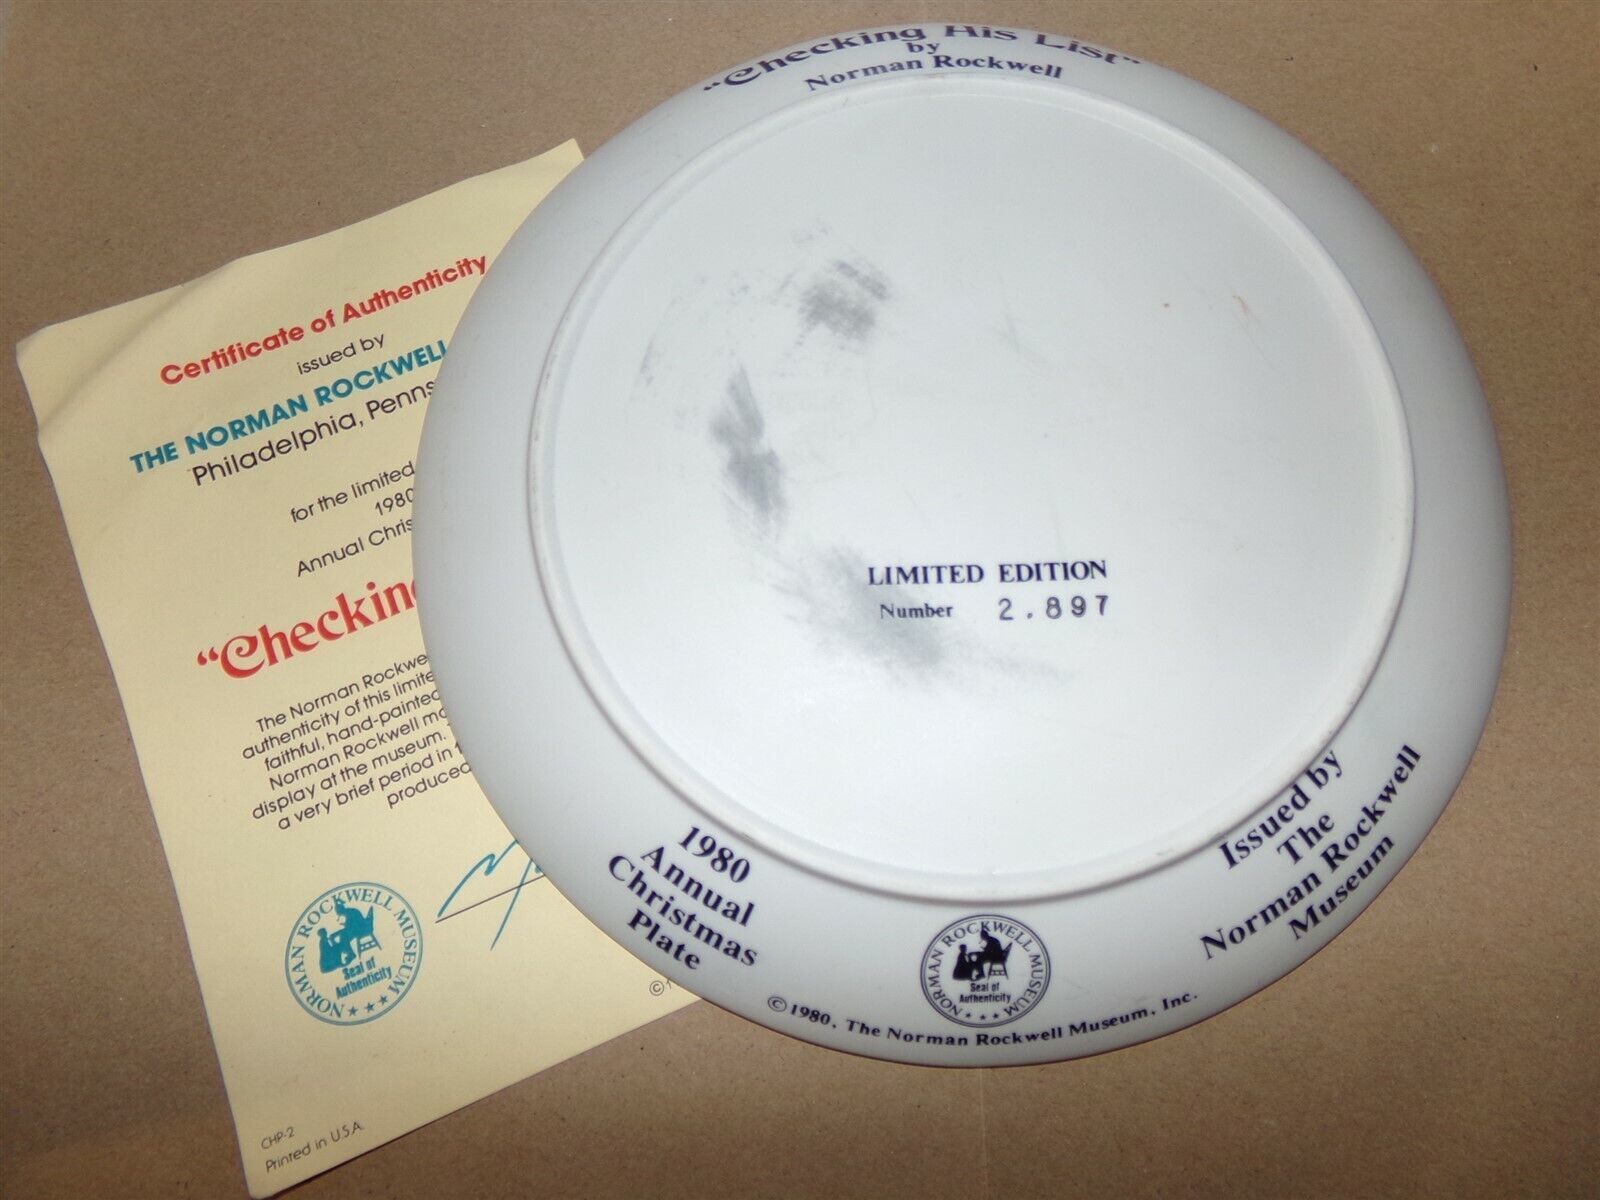 Certificate of Authenticity
issued by
THE NORMAN ROCKWELL
Philadelphia, Penns
for the limited
1980
Annual Chris
"Checking
The Norman Rockwe
authenticity of this limite
faithful, hand-painted
Norman Rockwell mo
display at the museum.
a very brief period in
produced
NORMAN ROCKWELL MUSEUM
Seal of
Authenticity
©1
CHP-2
Printed in U.S.A.
"Checking His List"
by
Norman Rockwell
LIMITED EDITION
Number 2.897
1980
Annual
Christmas
Plate
Issued by
The
Norman Rockwell
Museum
NORMAN ROCKWELL MUSEUM
Seal of
Authenticity
©1980, The Norman Rockwell Museum, Inc.